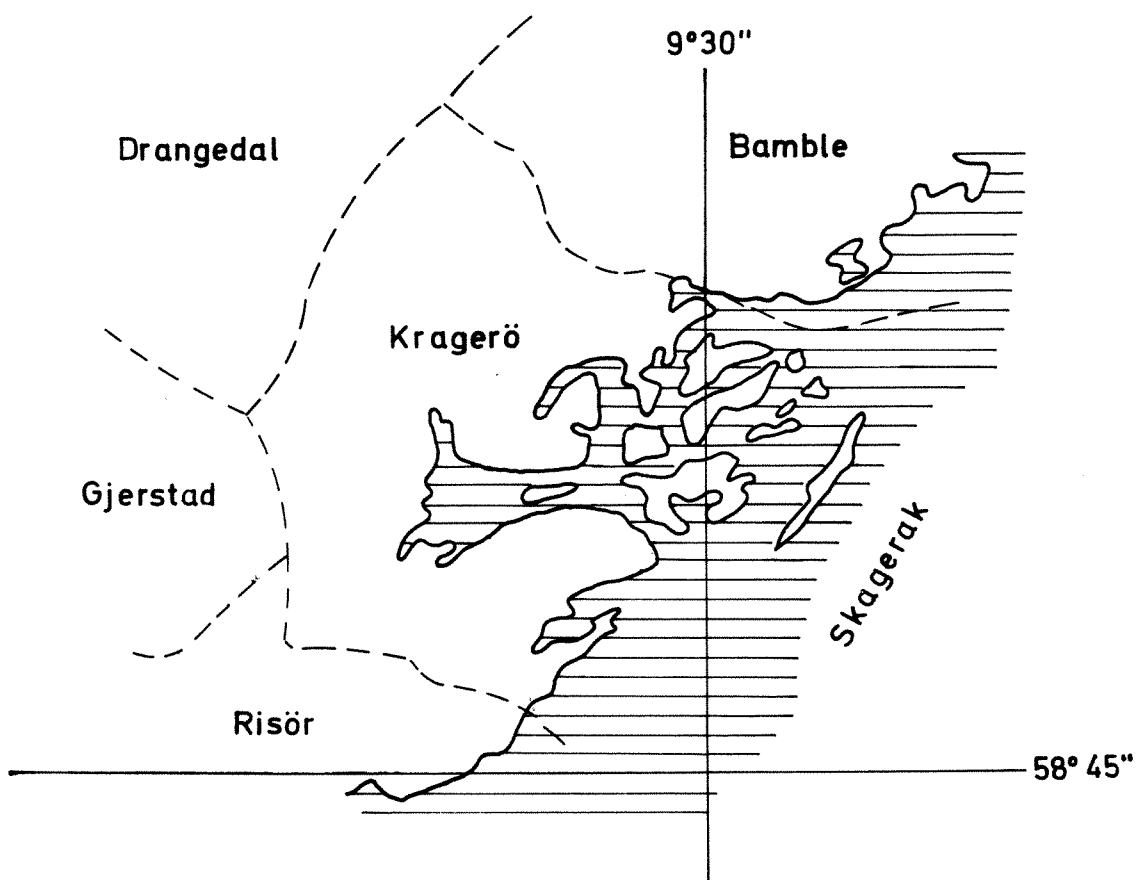 9°30"
Drangedal
Bamble
Kragerö
Gjerstad
Skagerak
Risör
58° 45"